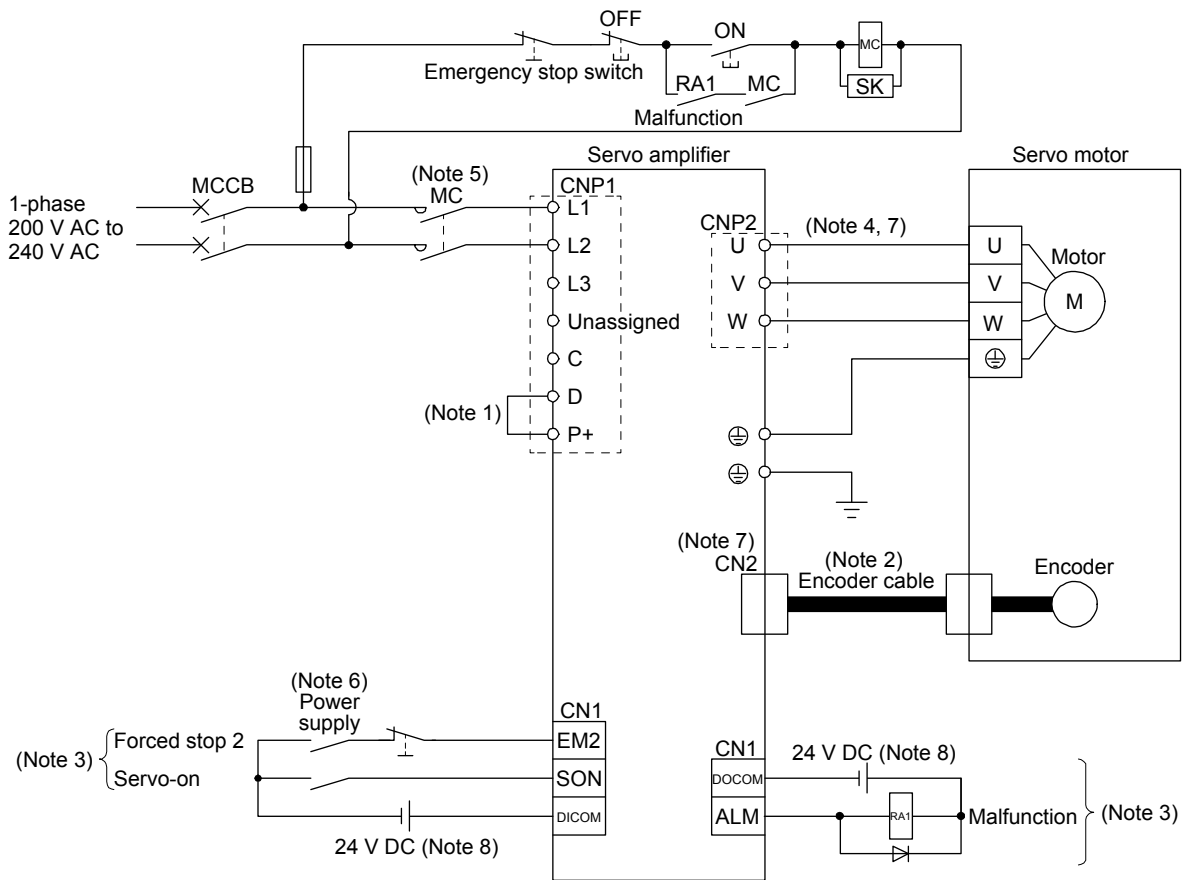 OFF
ON
MC
Emergency stop switch
SK
RA1
MC
Malfunction
Servo amplifier
Servo motor
(Note 5)
MC
MCCB
CNP1
1-phase
200 V AC to
240 V AC
L1
L2
L3
Unassigned
C
D
P+
(Note 1)
CNP2
U
V
W
(Note 4, 7)
U
V
W
Motor
M
(Note 7)
CN2
(Note 2)
Encoder cable
Encoder
(Note 6)
Power
supply
(Note 3)
Forced stop 2
Servo-on
CN1
EM2
SON
DICOM
24 V DC (Note 8)
CN1
DOCOM
ALM
24 V DC (Note 8)
RA1
Malfunction
(Note 3)